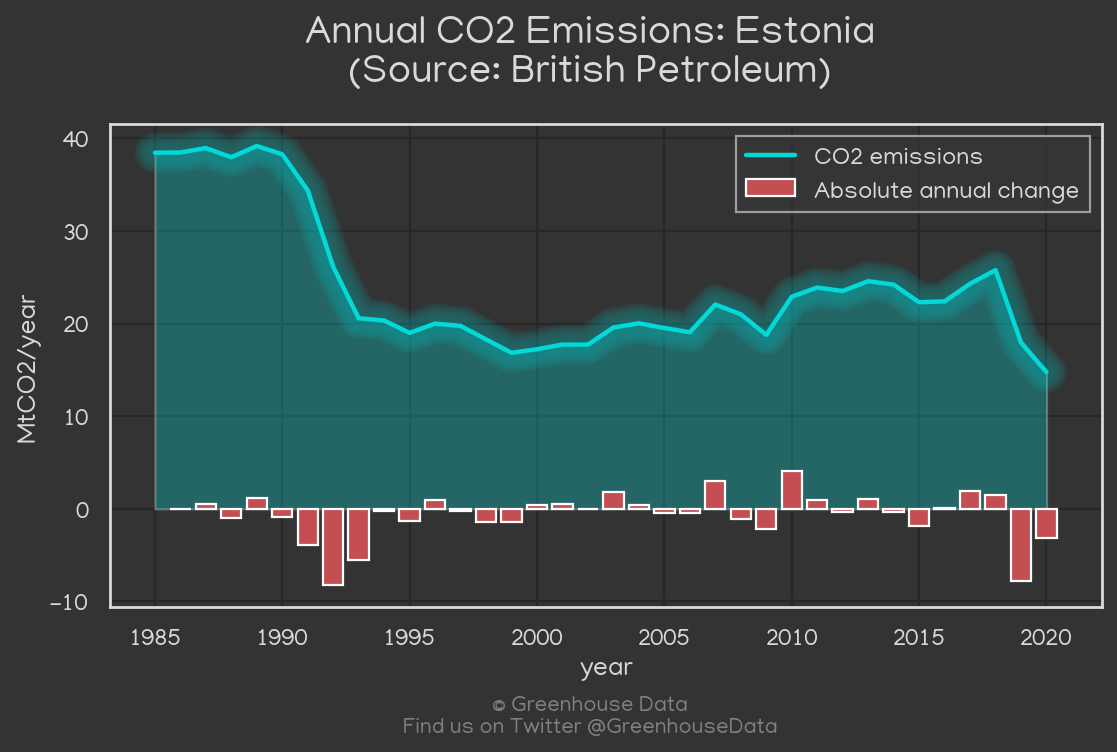 Annual CO2 Emissions: Estonia
(Source: British Petroleum)
40
30
20
10
0
−10
MtCO2/year
CO2 emissions
Absolute annual change
1985 1990 1995 2000 2005 2010 2015 2020
year
© Greenhouse Data
Find us on Twitter @GreenhouseData